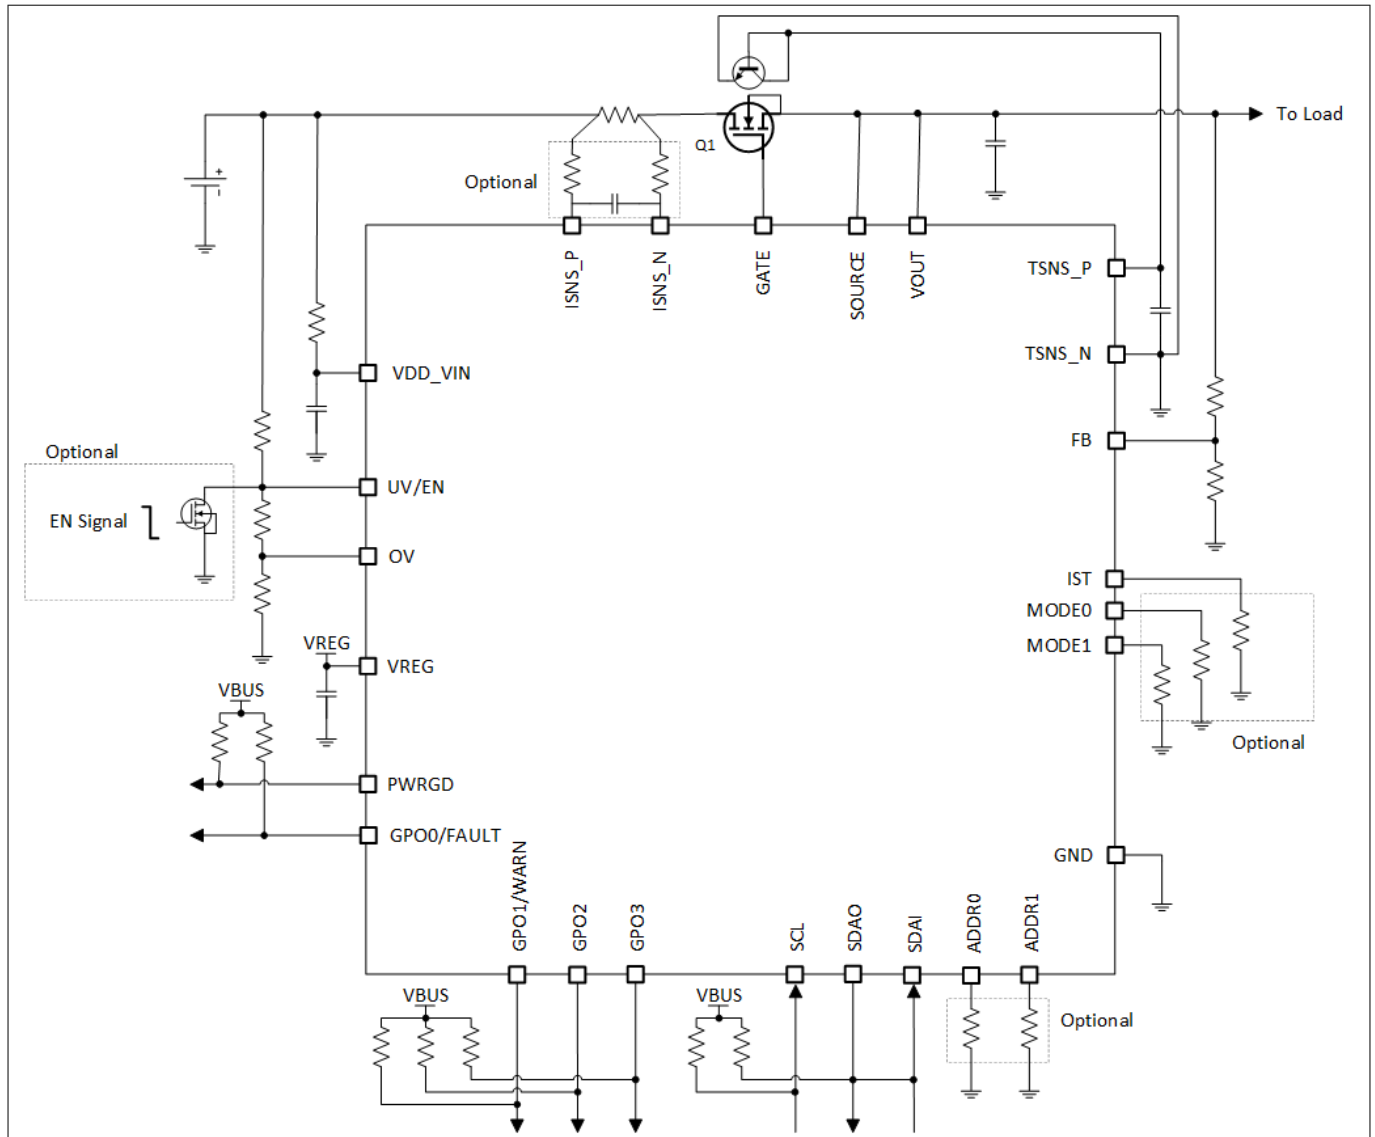 To Load
Q1
Optional
+
ISNS_P
ISNS_N
GATE
SOURCE
VOUT
TSNS_P
TSNS_N
VDD_VIN
FB
Optional
EN Signal
UV/EN
OV
IST
MODE0
MODE1
VREG
VREG
VBUS
Optional
PWRGD
GPO0/FAULT
GND
GPO1/WARN
GPO2
GPO3
SCL
SDAO
SDAI
ADDR0
ADDR1
VBUS
VBUS
Optional